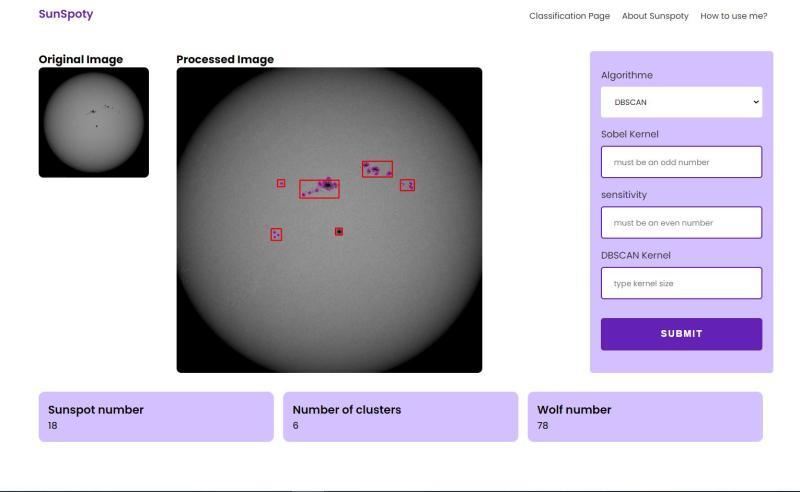 SunSpoty
Classification Page About Sunspoty How to use me?
Original Image
Processed Image
Algorithme
DBSCAN
Sobel Kernel
must be an odd number
sensitivity
must be an even number
DBSCAN Kernel
type kernel size
SUBMIT
Sunspot number
18
Number of clusters
6
Wolf number
78